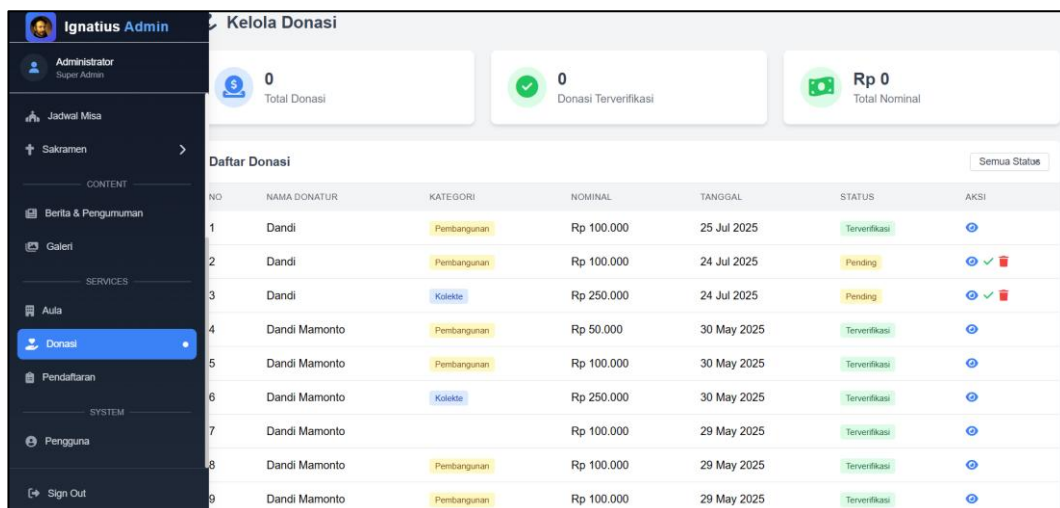 Ignatius Admin
Administrator
Super Admin
Jadwal Misa
Sakramen
CONTENT
Berita & Pengumuman
Galeri
SERVICES
Aula
Donasi
Pendaftaran
SYSTEM
Pengguna
Sign Out
Kelola Donasi
0
Total Donasi
0
Donasi Terverifikasi
Rp 0
Total Nominal
Daftar Donasi
Semua Status
NO NAMA DONATUR KATEGORI NOMINAL TANGGAL STATUS AKSI
1 Dandi Pembangunan Rp 100.000 25 Jul 2025 Terverifikasi
2 Dandi Pembangunan Rp 100.000 24 Jul 2025 Pending
3 Dandi Kolekte Rp 250.000 24 Jul 2025 Pending
4 Dandi Mamonto Pembangunan Rp 50.000 30 May 2025 Terverifikasi
5 Dandi Mamonto Pembangunan Rp 100.000 30 May 2025 Terverifikasi
6 Dandi Mamonto Kolekte Rp 250.000 30 May 2025 Terverifikasi
7 Dandi Mamonto Rp 100.000 29 May 2025 Terverifikasi
8 Dandi Mamonto Pembangunan Rp 100.000 29 May 2025 Terverifikasi
9 Dandi Mamonto Pembangunan Rp 100.000 29 May 2025 Terverifikasi